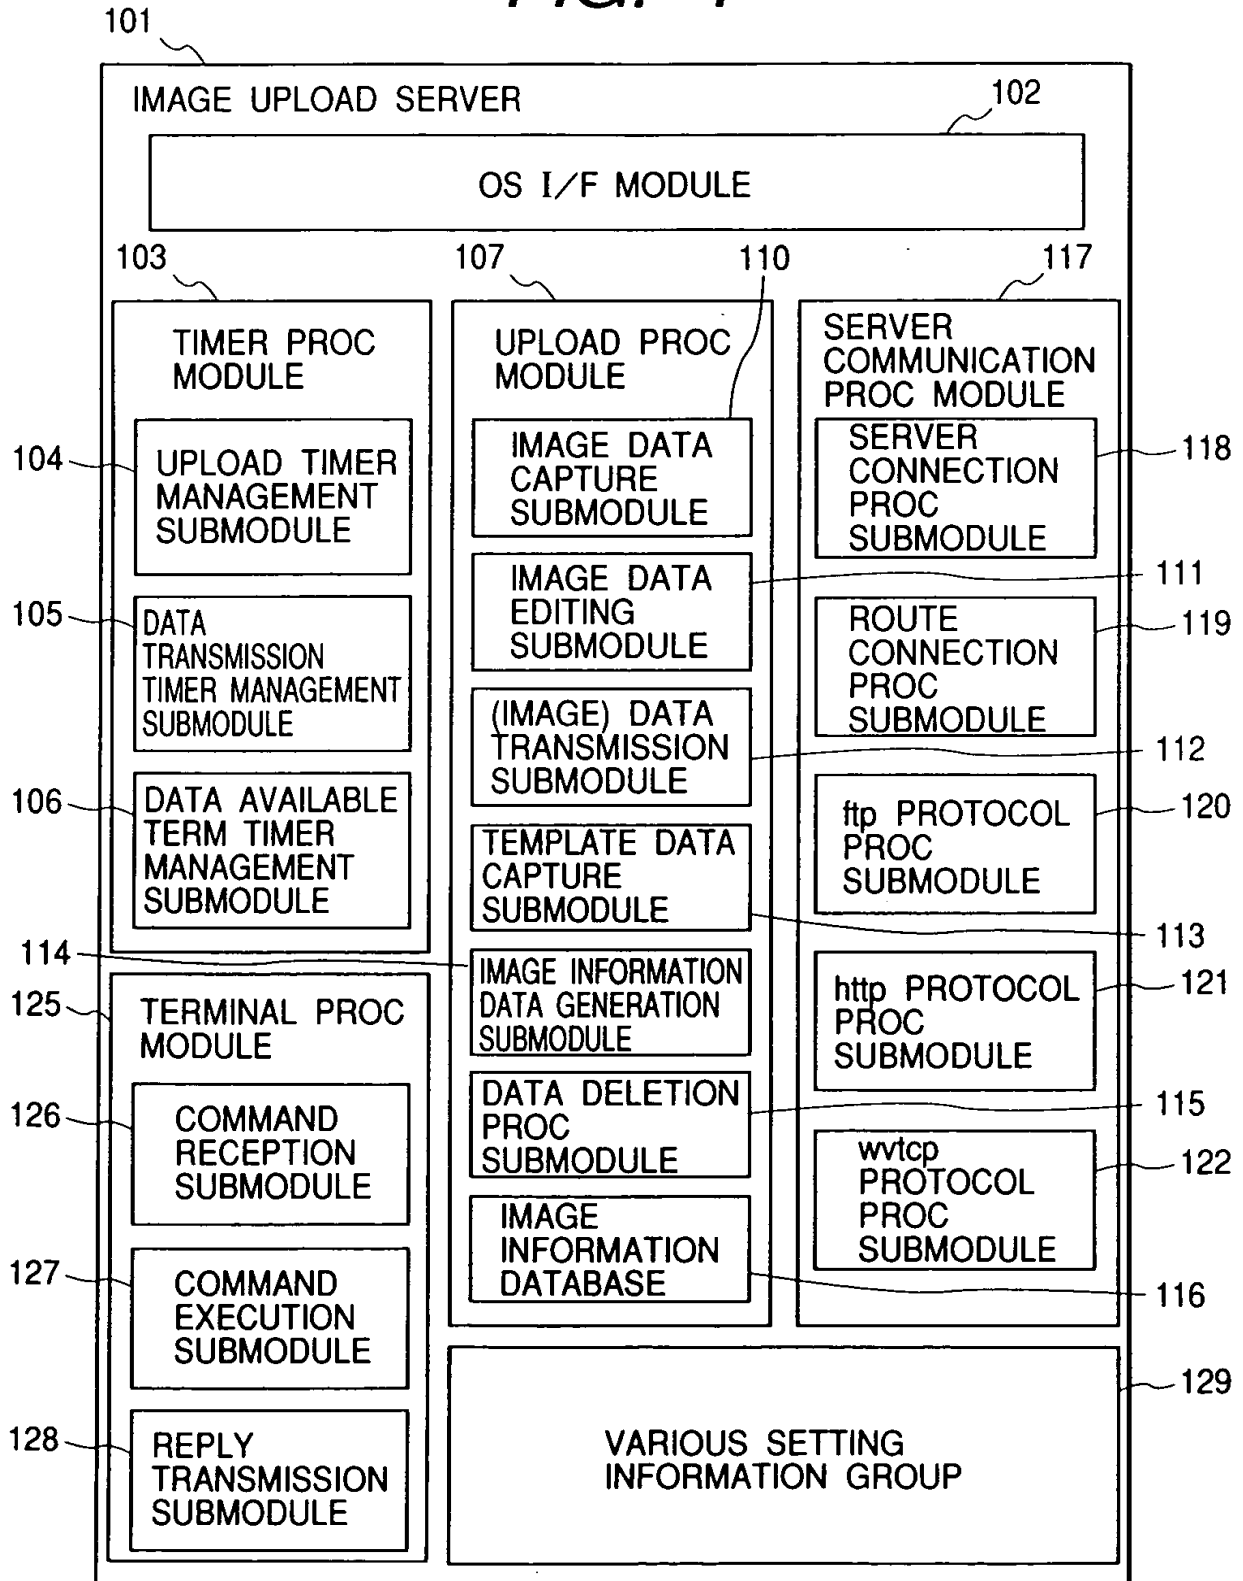 101
IMAGE UPLOAD SERVER
102
OS I/F MODULE
103
107
110
117
TIMER PROC
MODULE
104
UPLOAD TIMER
MANAGEMENT
SUBMODULE
105
DATA
TRANSMISSION
TIMER MANAGEMENT
SUBMODULE
106
DATA AVAILABLE
TERM TIMER
MANAGEMENT
SUBMODULE
UPLOAD PROC
MODULE
IMAGE DATA
CAPTURE
SUBMODULE
IMAGE DATA
EDITING
SUBMODULE
111
(IMAGE) DATA
TRANSMISSION
SUBMODULE
112
TEMPLATE DATA
CAPTURE
SUBMODULE
113
114
IMAGE INFORMATION
DATA GENERATION
SUBMODULE
DATA DELETION
PROC
SUBMODULE
115
IMAGE
INFORMATION
DATABASE
116
SERVER
COMMUNICATION
PROC MODULE
SERVER
CONNECTION
PROC
SUBMODULE
118
ROUTE
CONNECTION
PROC
SUBMODULE
119
ftp PROTOCOL
PROC
SUBMODULE
120
http PROTOCOL
PROC
SUBMODULE
121
wvtcp
PROTOCOL
PROC
SUBMODULE
122
125
TERMINAL PROC
MODULE
126
COMMAND
RECEPTION
SUBMODULE
127
COMMAND
EXECUTION
SUBMODULE
128
REPLY
TRANSMISSION
SUBMODULE
129
VARIOUS SETTING
INFORMATION GROUP